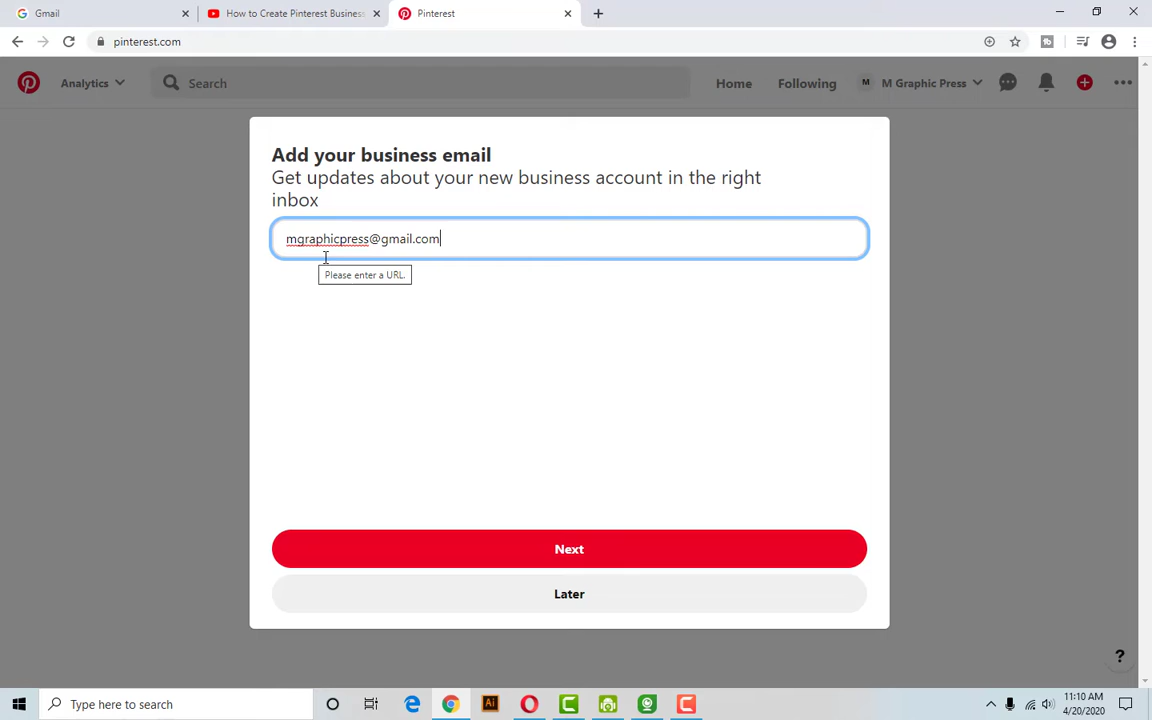 Gmail
How to Create Pinterest Business
Pinterest
pinterest.com
Analytics
Search
Home
Following
M
M Graphic Press
Add your business email
Get updates about your new business account in the right
inbox
mgraphicpress@gmail.com
Please enter a URL.
Next
Later
?
Type here to search
Ai
11:10 AM
4/20/2020